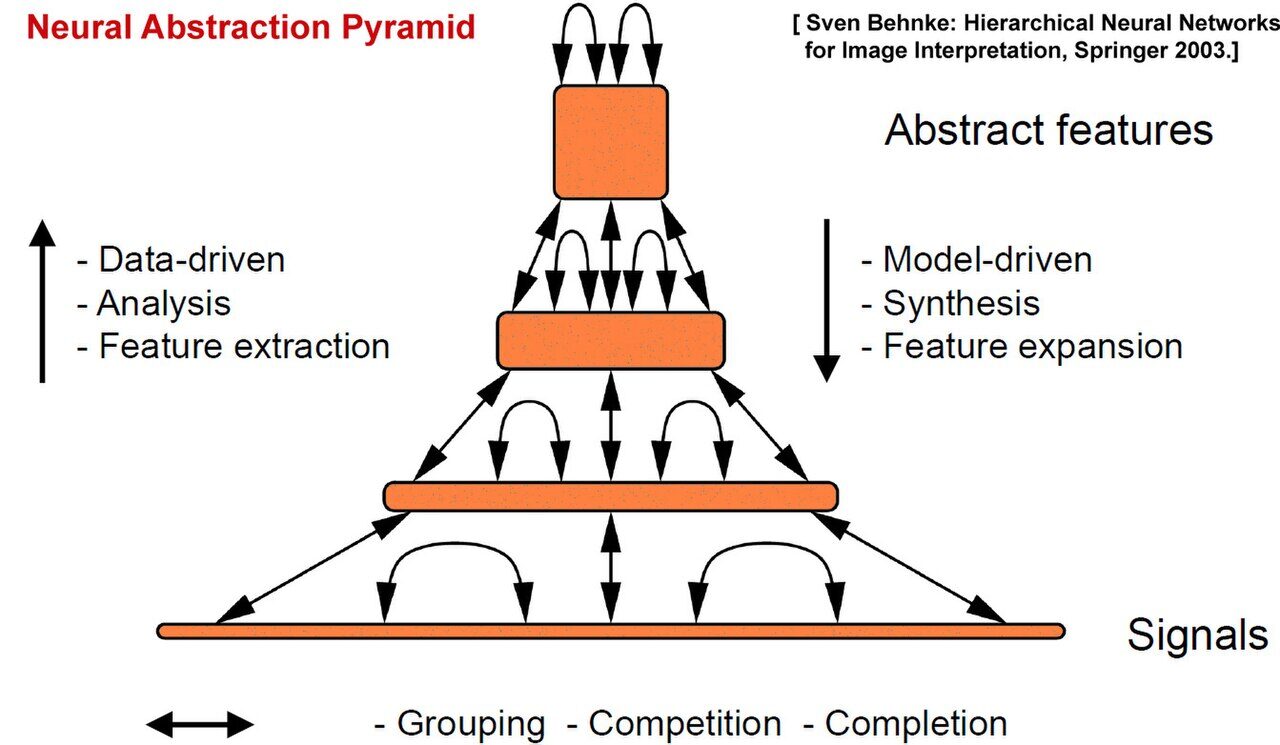 Neural Abstraction Pyramid
[ Sven Behnke: Hierarchical Neural Networks
for Image Interpretation, Springer 2003.]
Abstract features
- Data-driven
- Analysis
- Feature extraction
- Model-driven
- Synthesis
- Feature expansion
Signals
- Grouping - Competition - Completion